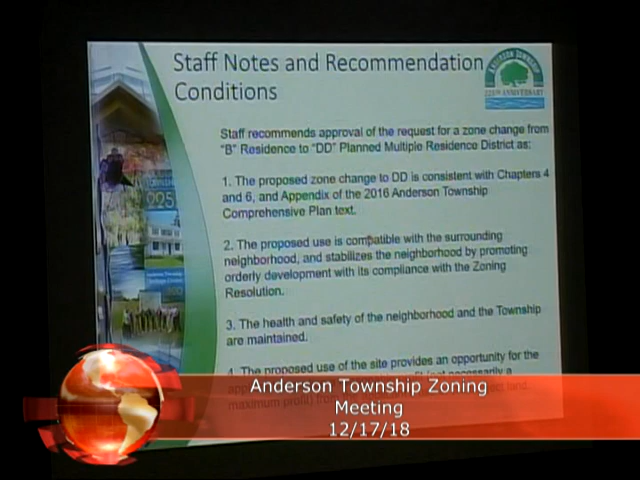 Staff Notes and Recommendation
Conditions
225TH ANNIVERSARY
Staff recommends approval of the request for a zone change from
"B" Residence to "DD" Planned Multiple Residence District as:
1. The proposed zone change to DD is consistent with Chapters 4
and 6, and Appendix of the 2016 Anderson Township
Comprehensive Plan text.
2. The proposed use is compatible with the surrounding
neighborhood, and stabilizes the neighborhood by promoting
orderly development with its compliance with the Zoning
Resolution.
3. The health and safety of the neighborhood and the Township
are maintained.
4. The proposed use of the site provides an opportunity for the
necessarily a
maximum profit)
Anderson Township Zoning
Meeting
12/17/18